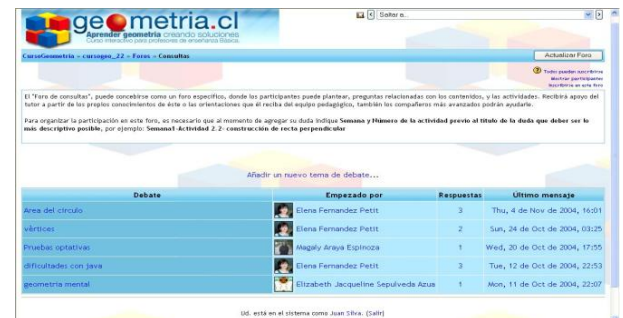 geometria.cl
Aprender geometria creando soluciones
Curso interactivo para profesores de enseñanza Básica
Saltar a...
CursoGeometria » cursogeo_22 » Foros » Consultas
Actualizar Foro
Todos pueden suscribirse
Mostrar participantes
Suscribirse en este foro
El "Foro de consultas", puede concebirse como un foro específico, donde los participantes puede plantear, preguntas relacionadas con los contenidos, y las actividades. Recibirá apoyo del
tutor a partir de los propios conocimientos de éste o las orientaciones que él reciba del equipo pedagógico, también los compañeros más avanzados podrán ayudarle.
Para organizar la participación en este foro, es necesario que al momento de agregar su duda indique Semana y Número de la actividad previo al título de la duda que deber ser lo
más descriptivo posible, por ejemplo: Semana1-Actividad 2.2- construcción de recta perpendicular
Añadir un nuevo tema de debate...
Debate Empezado por Respuestas Último mensaje
Area del círculo Elena Fernandez Petit 3 Thu, 4 de Nov de 2004, 16:01
vèrtices Elena Fernandez Petit 2 Sun, 24 de Oct de 2004, 03:25
Pruebas optativas Magaly Araya Espinoza 1 Wed, 20 de Oct de 2004, 17:55
dificultades con java Elena Fernandez Petit 3 Tue, 12 de Oct de 2004, 22:53
geometria mental Elizabeth Jacqueline Sepulveda Azua 1 Mon, 11 de Oct de 2004, 22:07
Ud. está en el sistema como Juan Silva. (Salir)